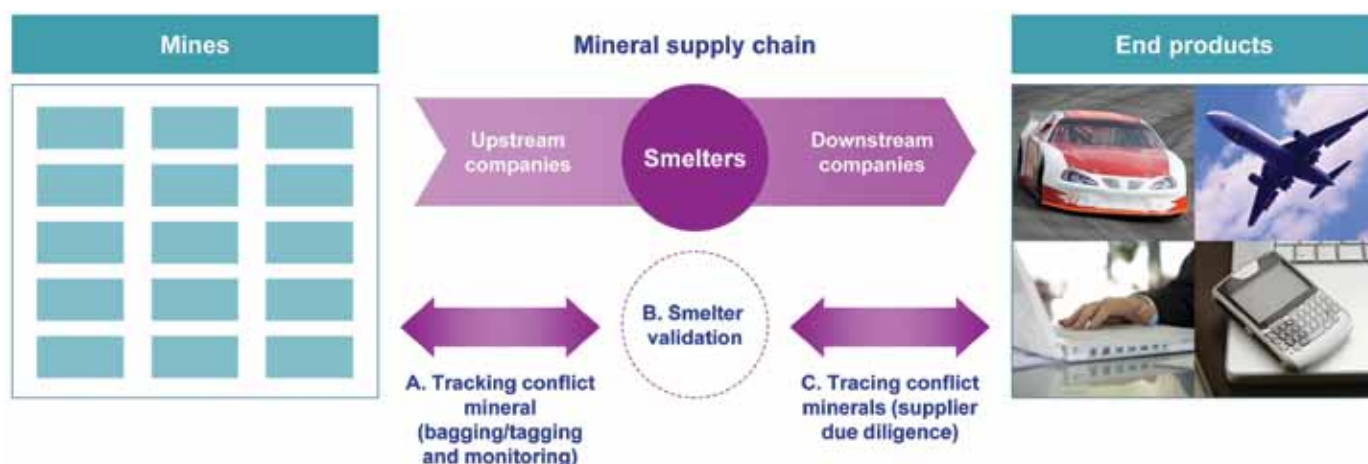 Mines
Mineral supply chain
End products
Upstream
companies
Smelters
Downstream
companies
B. Smelter
validation
A. Tracking conflict
mineral
(bagging/tagging
and monitoring)
C. Tracing conflict
minerals (supplier
due diligence)